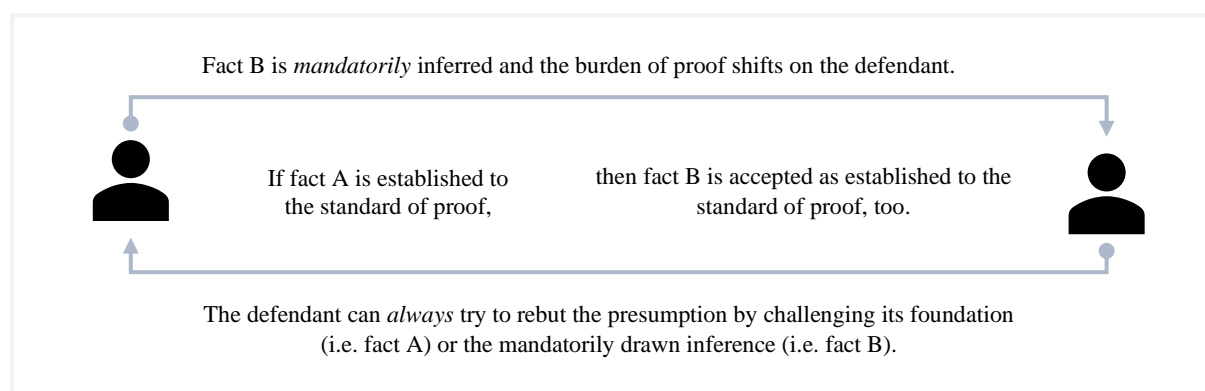 Fact B is mandatorily inferred and the burden of proof shifts on the defendant.
If fact A is established to
the standard of proof,
then fact B is accepted as established to the
standard of proof, too.
The defendant can always try to rebut the presumption by challenging its foundation
(i.e. fact A) or the mandatorily drawn inference (i.e. fact B).